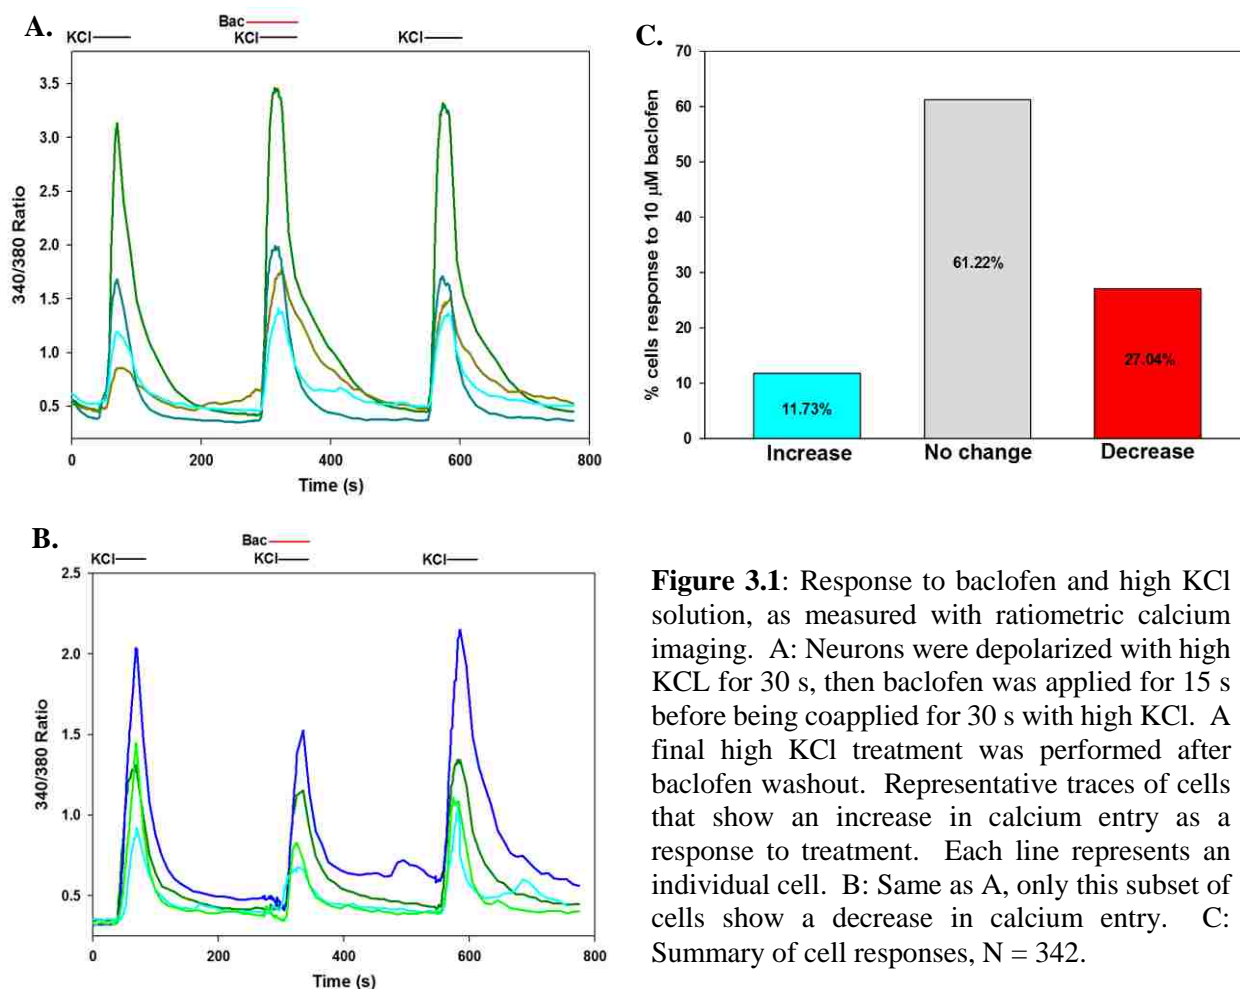 A.
Bac
KCl
KCl
KCl
3.5
3.0
2.5
2.0
1.5
1.0
0.5
340/380 Ratio
0
200
400
600
800
Time (s)
C.
70
60
50
40
30
20
10
0
% cells response to 10 µM baclofen
11.73%
61.22%
27.04%
Increase
No change
Decrease
B.
Bac
KCl
KCl
KCl
2.5
2.0
1.5
1.0
0.5
340/380 Ratio
0
200
400
600
800
Time (s)
Figure 3.1: Response to baclofen and high KCl
solution, as measured with ratiometric calcium
imaging. A: Neurons were depolarized with high
KCL for 30 s, then baclofen was applied for 15 s
before being coapplied for 30 s with high KCl. A
final high KCl treatment was performed after
baclofen washout. Representative traces of cells
that show an increase in calcium entry as a
response to treatment. Each line represents an
individual cell. B: Same as A, only this subset of
cells show a decrease in calcium entry. C:
Summary of cell responses, N = 342.